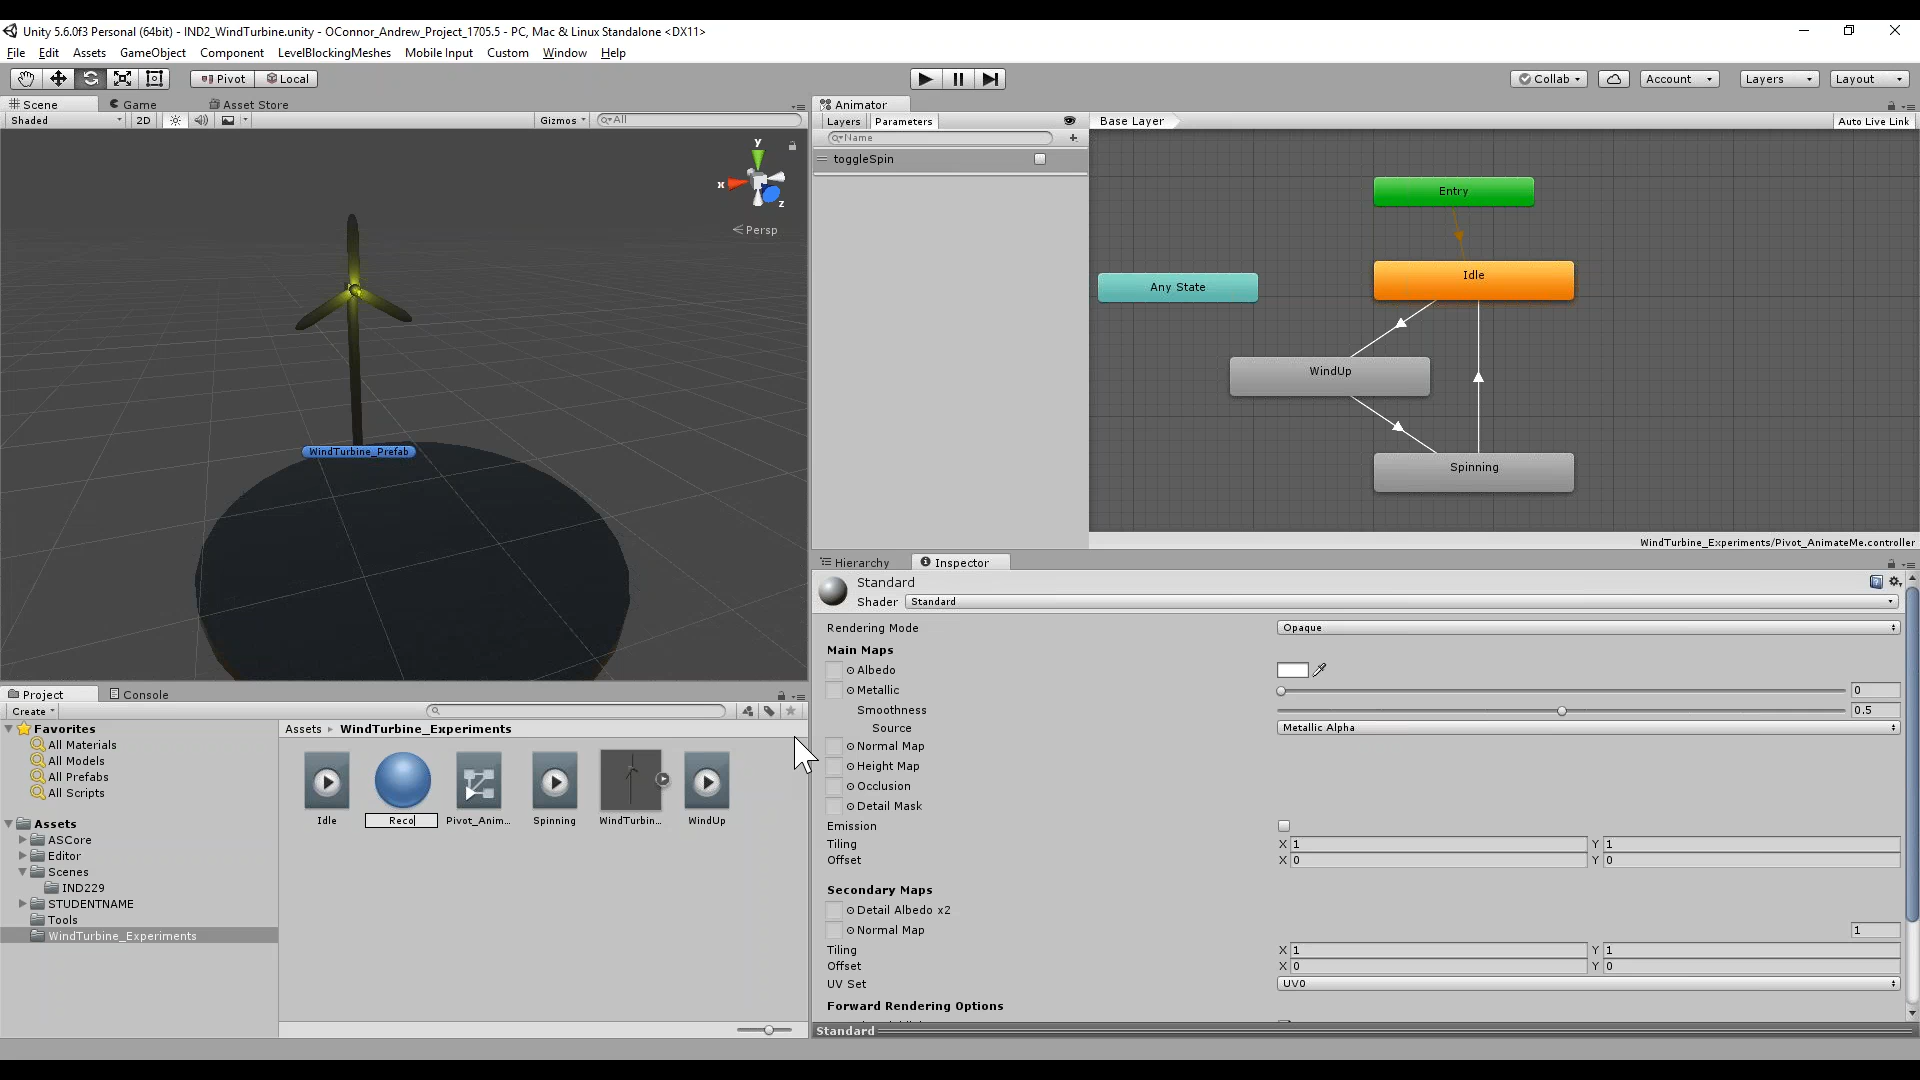 Unity 5.6.0f3 Personal (64bit) - IND2_WindTurbine.unity - OConnor_Andrew_Project_1705.5 - PC, Mac & Linux Standalone <DX11>
File Edit Assets GameObject Component LevelBlockingMeshes Mobile Input Custom Window Help
Pivot Local Collab Account Layers Layout
Scene Game Asset Store
Shaded 2D Gizmos All
y
x
z
Persp
WindTurbine_Prefab
Animator
Layers Parameters Base Layer Auto Live Link
Name
toggleSpin
Entry
Idle
Any State
WindUp
Spinning
WindTurbine_Experiments/Pivot_AnimateMe.controller
Hierarchy Inspector
Standard
Shader Standard
Rendering Mode Opaque
Main Maps
Albedo
Metallic 0
Smoothness 0.5
Source Metallic Alpha
Normal Map
Height Map
Occlusion
Detail Mask
Emission
Tiling X 1 Y 1
Offset X 0 Y 0
Secondary Maps
Detail Albedo x2
Normal Map 1
Tiling X 1 Y 1
Offset X 0 Y 0
UV Set UV0
Forward Rendering Options
Standard
Project Console
Create
Favorites
All Materials
All Models
All Prefabs
All Scripts
Assets
ASCore
Editor
Scenes
IND229
STUDENTNAME
Tools
WindTurbine_Experiments
Assets WindTurbine_Experiments
Idle Reco Pivot_Anim... Spinning WindTurbin... WindUp